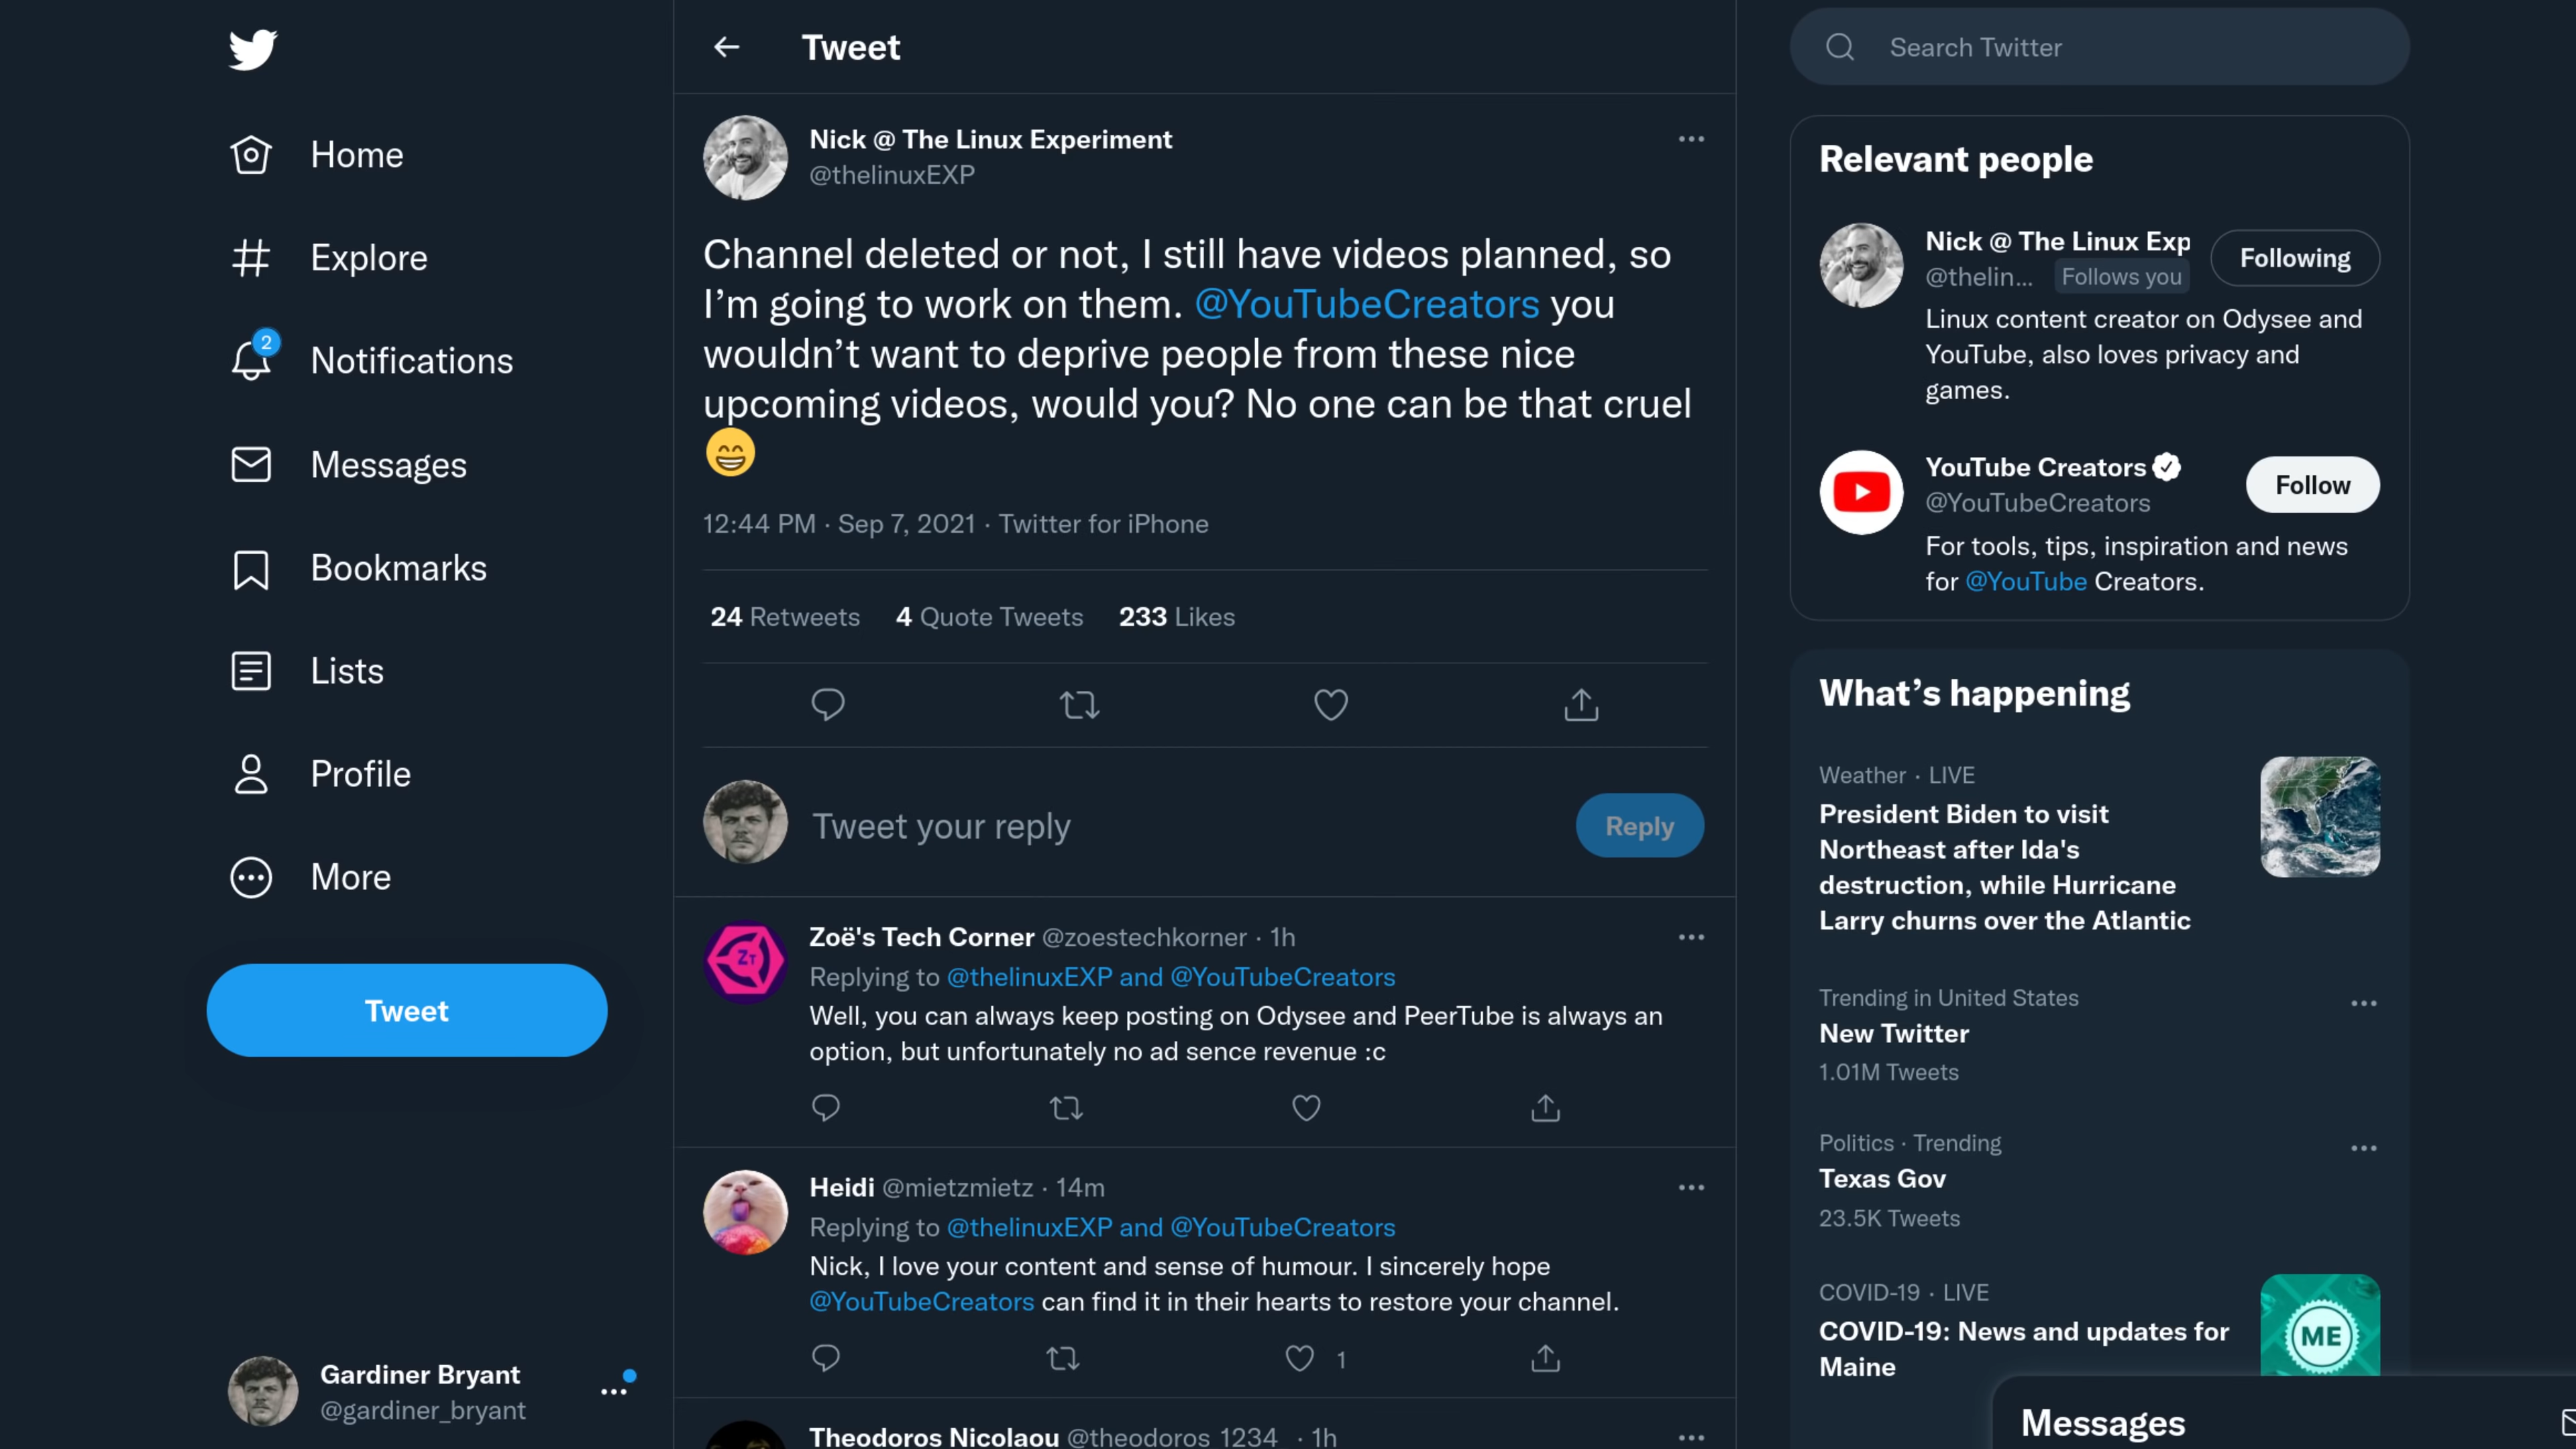 Home
Explore
2
Notifications
Messages
Bookmarks
Lists
Profile
More
Tweet
Gardiner Bryant
@gardiner_bryant
Tweet
Nick @ The Linux Experiment
@thelinuxEXP
Channel deleted or not, I still have videos planned, so
I’m going to work on them. @YouTubeCreators you
wouldn’t want to deprive people from these nice
upcoming videos, would you? No one can be that cruel
😁
12:44 PM · Sep 7, 2021 · Twitter for iPhone
24 Retweets 4 Quote Tweets 233 Likes
Tweet your reply
Reply
Zoë's Tech Corner @zoestechkorner · 1h
Replying to @thelinuxEXP and @YouTubeCreators
Well, you can always keep posting on Odysee and PeerTube is always an
option, but unfortunately no ad sence revenue :c
Heidi @mietzmietz · 14m
Replying to @thelinuxEXP and @YouTubeCreators
Nick, I love your content and sense of humour. I sincerely hope
@YouTubeCreators can find it in their hearts to restore your channel.
1
Theodoros Nicolaou @theodoros_1234_ · 1h
Search Twitter
Relevant people
Nick @ The Linux Exp
@thelin... Follows you
Following
Linux content creator on Odysee and
YouTube, also loves privacy and
games.
YouTube Creators
@YouTubeCreators
Follow
For tools, tips, inspiration and news
for @YouTube Creators.
What’s happening
Weather · LIVE
President Biden to visit
Northeast after Ida's
destruction, while Hurricane
Larry churns over the Atlantic
Trending in United States
New Twitter
1.01M Tweets
Politics · Trending
Texas Gov
23.5K Tweets
COVID-19 · LIVE
COVID-19: News and updates for
Maine
ME
Messages